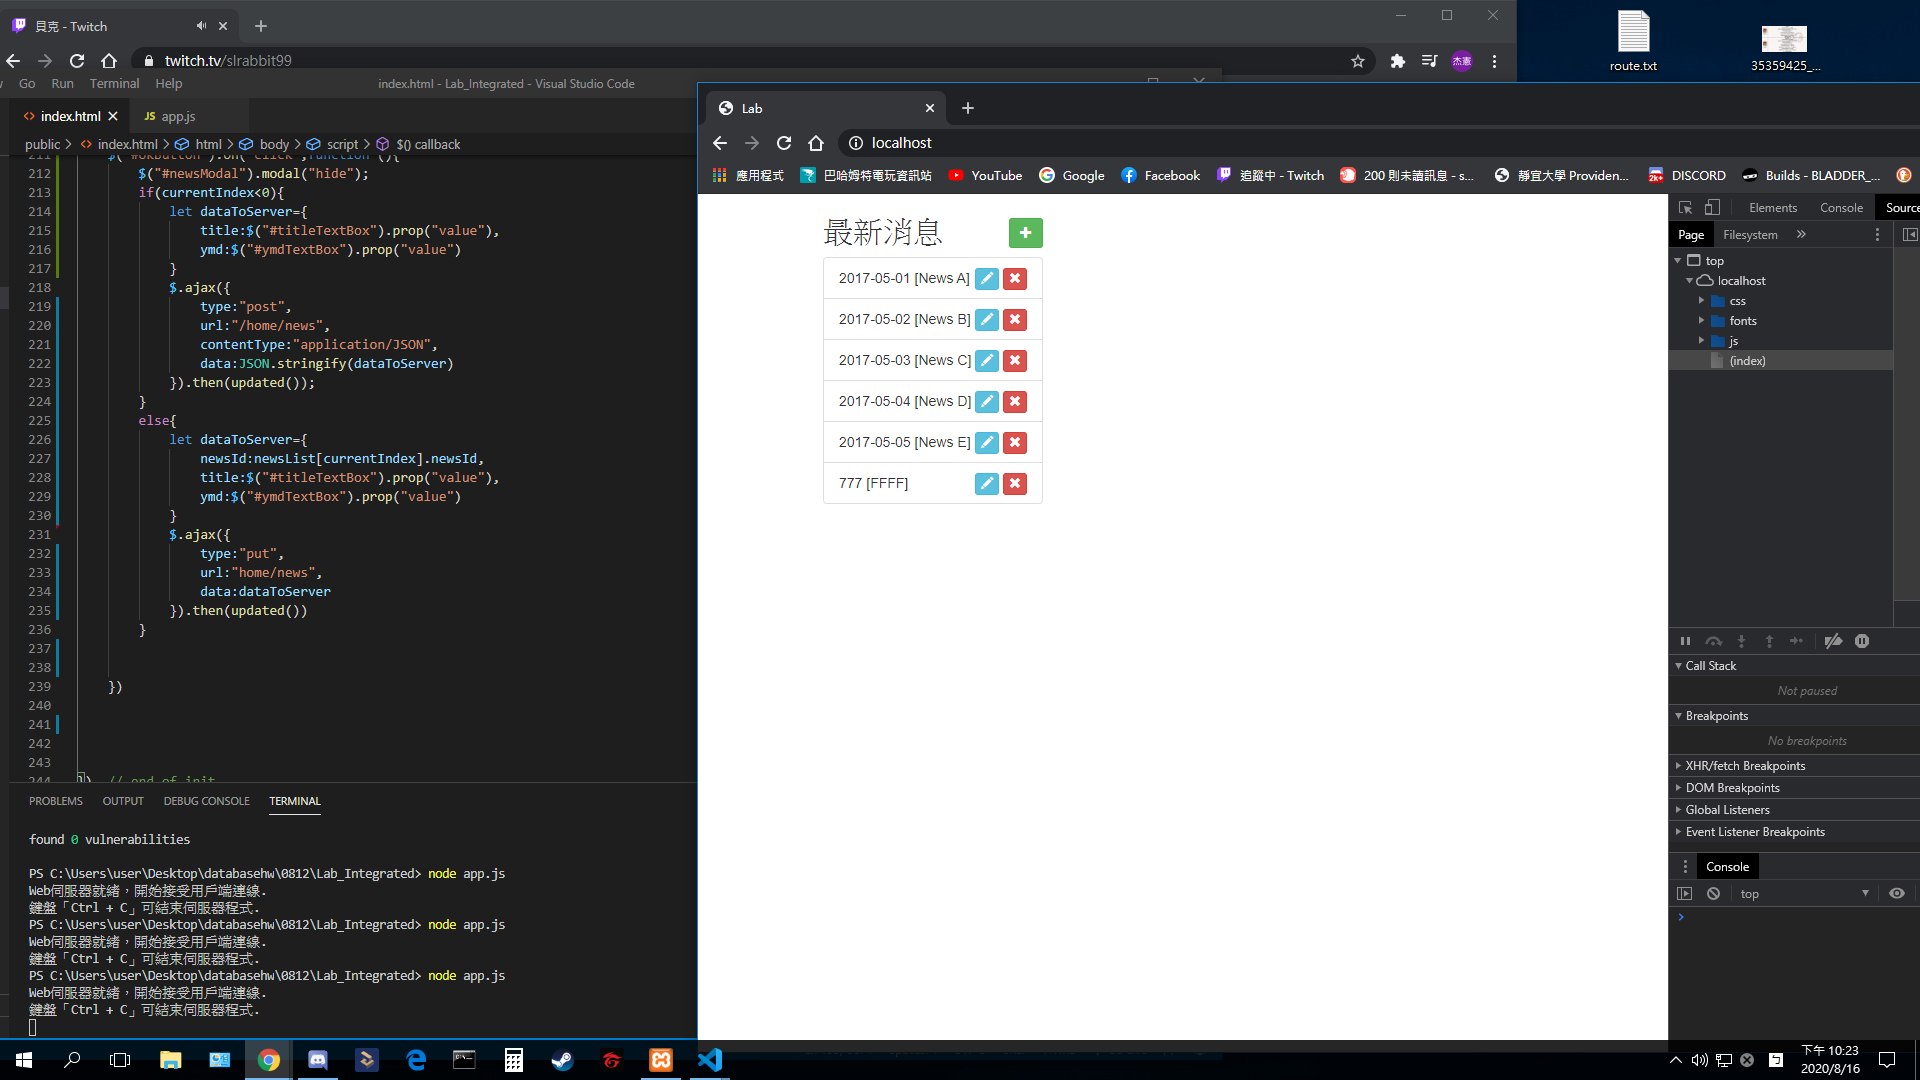 貝克 - Twitch
twitch.tv/slrabbit99
杰憲
route.txt
35359425_...
Go Run Terminal Help
index.html - Lab_Integrated - Visual Studio Code
index.html
JS app.js
public > index.html > html > body > script > $() callback
211 $("#okButton").on("click",function (){
212 $("#newsModal").modal("hide");
213 if(currentIndex<0){
214 let dataToServer={
215 title:$("#titleTextBox").prop("value"),
216 ymd:$("#ymdTextBox").prop("value")
217 }
218 $.ajax({
219 type:"post",
220 url:"/home/news",
221 contentType:"application/JSON",
222 data:JSON.stringify(dataToServer)
223 }).then(updated());
224 }
225 else{
226 let dataToServer={
227 newsId:newsList[currentIndex].newsId,
228 title:$("#titleTextBox").prop("value"),
229 ymd:$("#ymdTextBox").prop("value")
230 }
231 $.ajax({
232 type:"put",
233 url:"home/news",
234 data:dataToServer
235 }).then(updated())
236 }
237
238
239 })
240
241
242
243
244 }) // end of init
PROBLEMS OUTPUT DEBUG CONSOLE TERMINAL
found 0 vulnerabilities
PS C:\Users\user\Desktop\databasehw\0812\Lab_Integrated> node app.js
Web伺服器就緒，開始接受用戶端連線.
鍵盤「Ctrl + C」可結束伺服器程式.
PS C:\Users\user\Desktop\databasehw\0812\Lab_Integrated> node app.js
Web伺服器就緒，開始接受用戶端連線.
鍵盤「Ctrl + C」可結束伺服器程式.
PS C:\Users\user\Desktop\databasehw\0812\Lab_Integrated> node app.js
Web伺服器就緒，開始接受用戶端連線.
鍵盤「Ctrl + C」可結束伺服器程式.
Lab
localhost
應用程式 巴哈姆特電玩資訊站 YouTube Google Facebook 追蹤中 - Twitch 200 則未讀訊息 - s... 靜宜大學 Providen... DISCORD Builds - BLADDER_...
最新消息
2017-05-01 [News A]
2017-05-02 [News B]
2017-05-03 [News C]
2017-05-04 [News D]
2017-05-05 [News E]
777 [FFFF]
Elements Console Source
Page Filesystem
top
localhost
css
fonts
js
(index)
Call Stack
Not paused
Breakpoints
No breakpoints
XHR/fetch Breakpoints
DOM Breakpoints
Global Listeners
Event Listener Breakpoints
Console
top
下午 10:23
2020/8/16